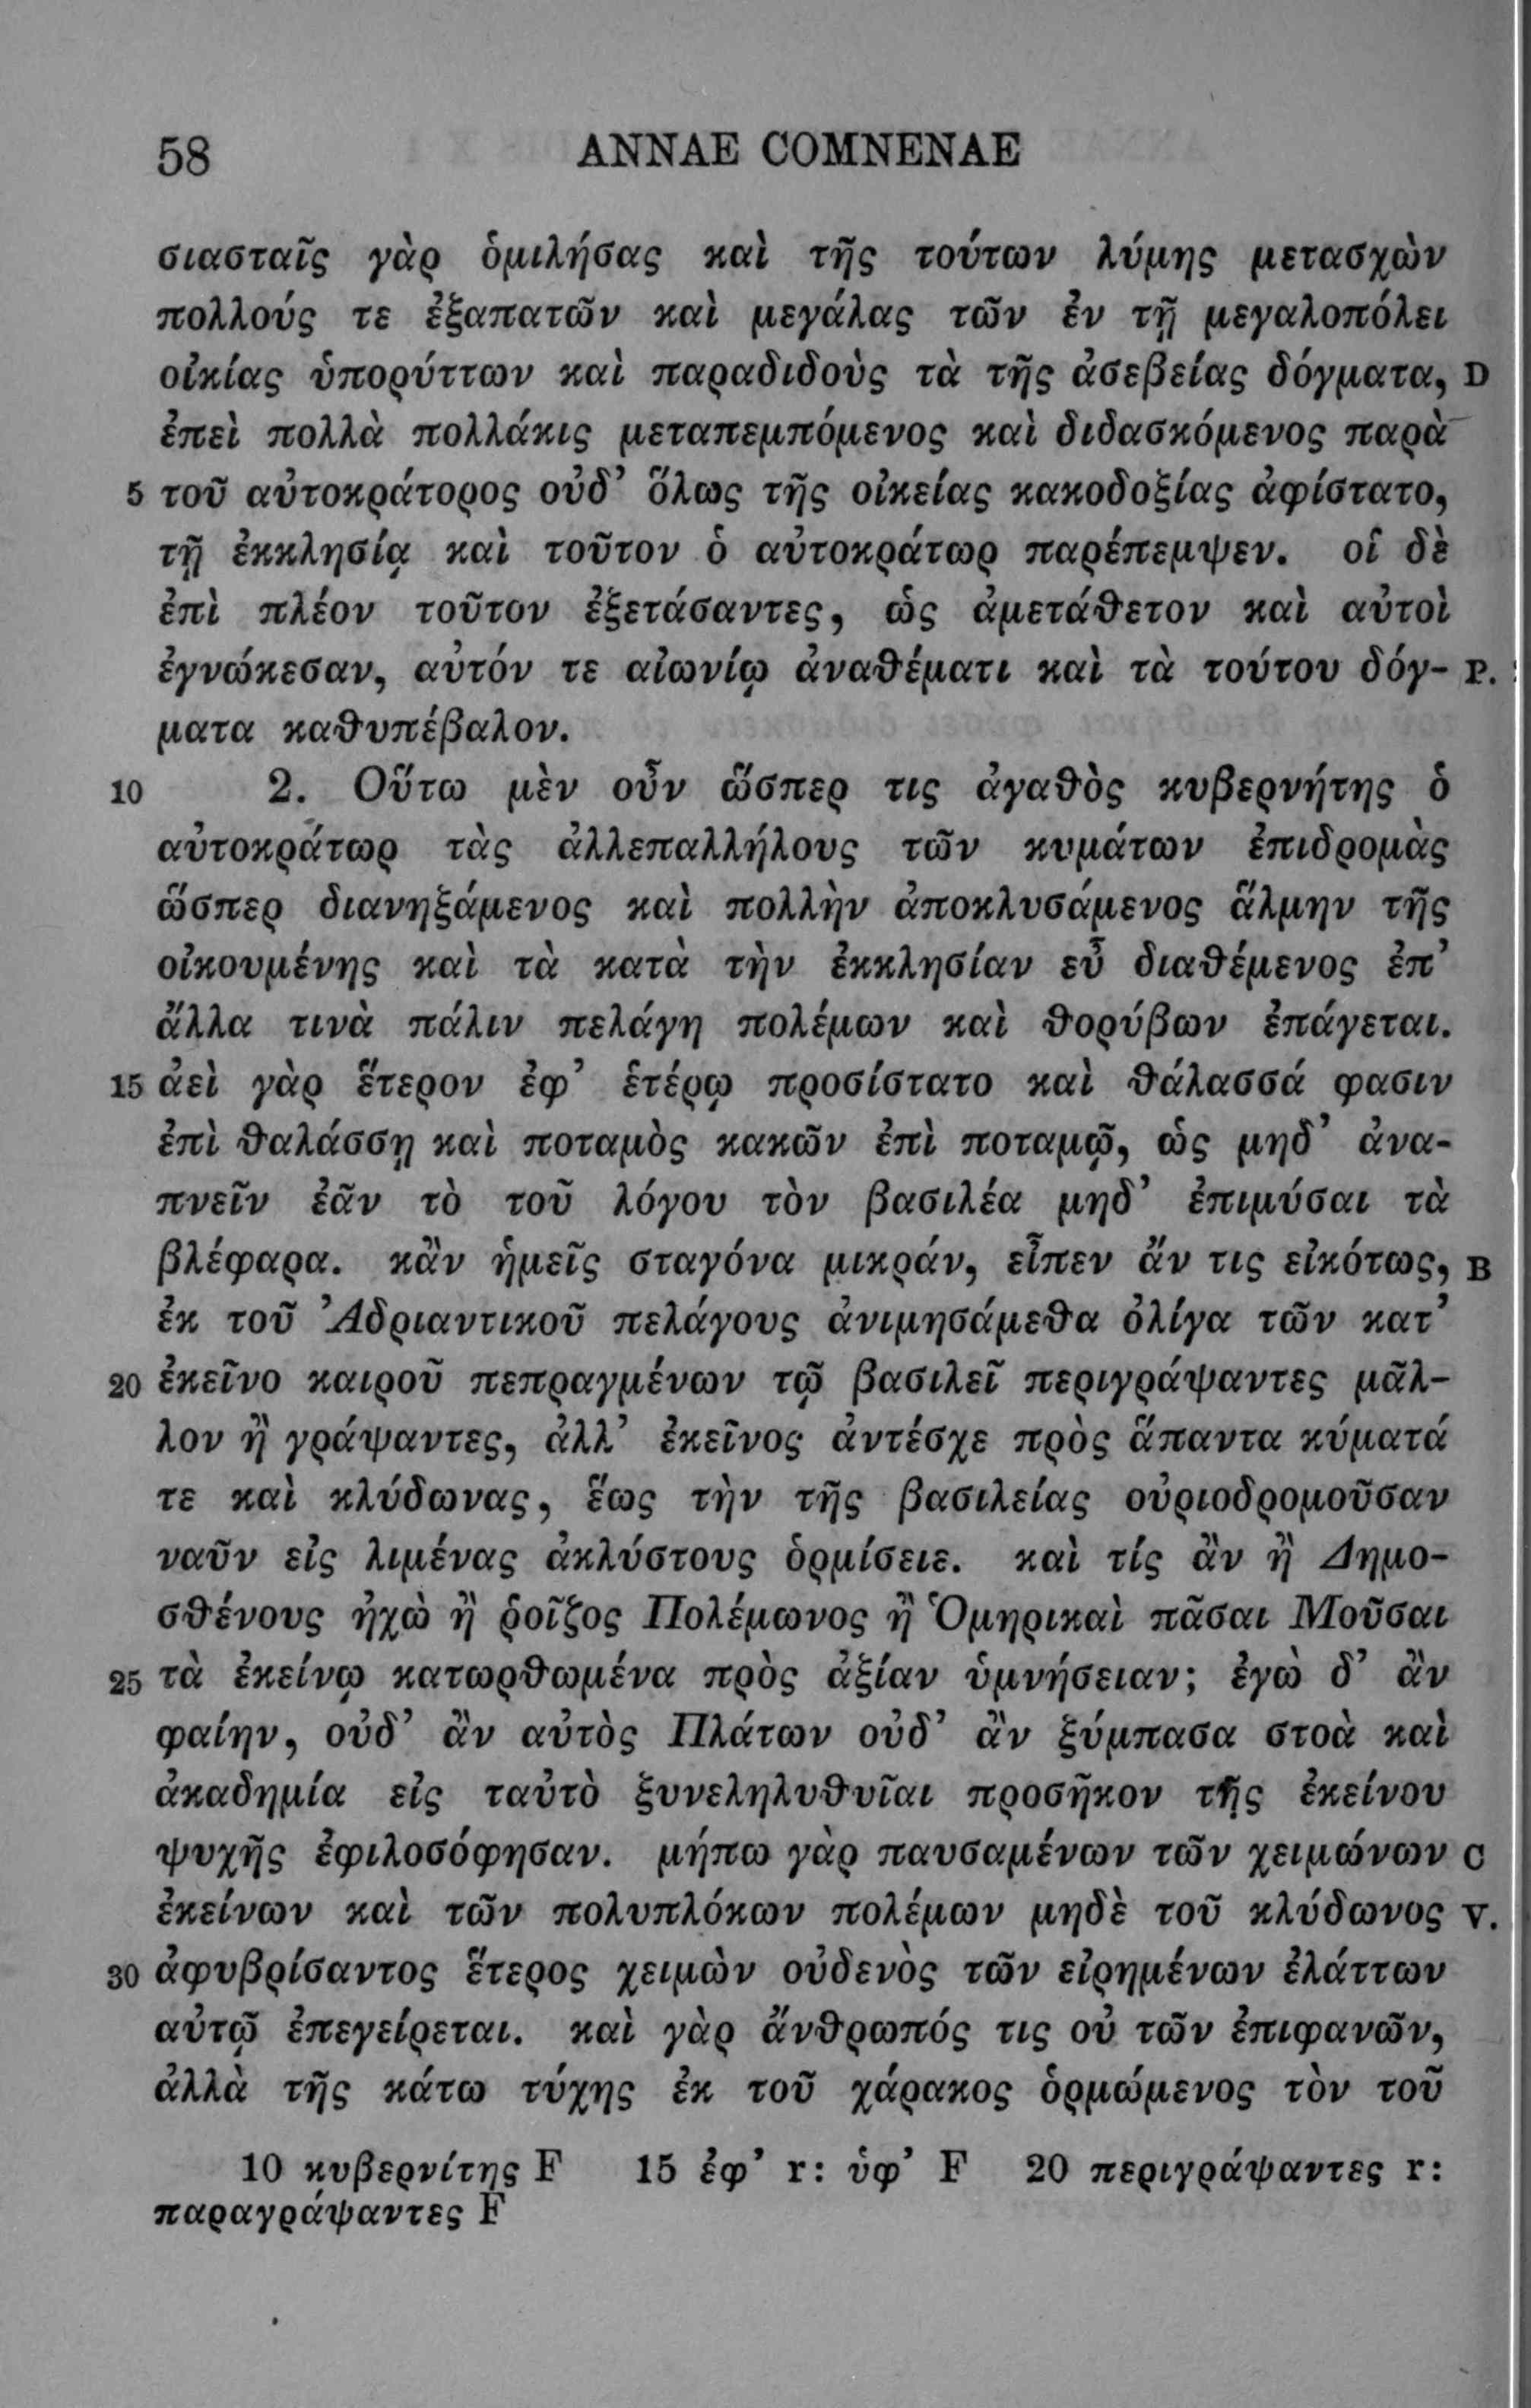 58 ANNAE COMNENAE
σιασταῖς γὰρ ὁμιλήσας καὶ τῆς τούτων λύμης μετασχὼν
πολλούς τε ἐξαπατῶν καὶ μεγάλας τῶν ἐν τῇ μεγαλοπόλει
οἰκίας ὑπορύττων καὶ παραδιδοὺς τὰ τῆς ἀσεβείας δόγματα, D
ἐπεὶ πολλὰ πολλάκις μεταπεμπόμενος καὶ διδασκόμενος παρὰ
5 τοῦ αὐτοκράτορος οὐδ’ ὅλως τῆς οἰκείας κακοδοξίας ἀφίστατο,
τῇ ἐκκλησίᾳ καὶ τοῦτον ὁ αὐτοκράτωρ παρέπεμψεν. οἱ δὲ
ἐπὶ πλέον τοῦτον ἐξετάσαντες, ὡς ἀμετάθετον καὶ αὐτοὶ
ἐγνώκεσαν, αὐτόν τε αἰωνίῳ ἀναθέματι καὶ τὰ τούτου δόγ- P.
ματα καθυπέβαλον.
10 2. Οὕτω μὲν οὖν ὥσπερ τις ἀγαθὸς κυβερνήτης ὁ
αὐτοκράτωρ τὰς ἀλλεπαλλήλους τῶν κυμάτων ἐπιδρομὰς
ὥσπερ διανηξάμενος καὶ πολλὴν ἀποκλυσάμενος ἅλμην τῆς
οἰκουμένης καὶ τὰ κατὰ τὴν ἐκκλησίαν εὖ διαθέμενος ἐπ’
ἄλλα τινὰ πάλιν πελάγη πολέμων καὶ θορύβων ἐπάγεται.
15 ἀεὶ γὰρ ἕτερον ἐφ’ ἑτέρῳ προσίστατο καὶ θάλασσά φασιν
ἐπὶ θαλάσσῃ καὶ ποταμὸς κακῶν ἐπὶ ποταμῷ, ὡς μηδ’ ἀνα-
πνεῖν ἐᾶν τὸ τοῦ λόγου τὸν βασιλέα μηδ’ ἐπιμύσαι τὰ
βλέφαρα. κἂν ἡμεῖς σταγόνα μικράν, εἶπεν ἄν τις εἰκότως, B
ἐκ τοῦ Ἀδριαντικοῦ πελάγους ἀνιμησάμεθα ὀλίγα τῶν κατ’
20 ἐκεῖνο καιροῦ πεπραγμένων τῷ βασιλεῖ περιγράψαντες μᾶλ-
λον ἢ γράψαντες, ἀλλ’ ἐκεῖνος ἀντέσχε πρὸς ἅπαντα κύματά
τε καὶ κλύδωνας, ἕως τὴν τῆς βασιλείας οὐριοδρομοῦσαν
ναῦν εἰς λιμένας ἀκλύστους ὁρμίσειε. καὶ τίς ἂν ἢ Δημο-
σθένους ἠχὼ ἢ ῥοῖζος Πολέμωνος ἢ Ὁμηρικαὶ πᾶσαι Μοῦσαι
25 τὰ ἐκείνῳ κατωρθωμένα πρὸς ἀξίαν ὑμνήσειαν; ἐγὼ δ’ ἂν
φαίην, οὐδ’ ἂν αὐτὸς Πλάτων οὐδ’ ἂν ξύμπασα στοὰ καὶ
ἀκαδημία εἰς ταὐτὸ ξυνεληλυθυῖαι προσῆκον τῆς ἐκείνου
ψυχῆς ἐφιλοσόφησαν. μήπω γὰρ παυσαμένων τῶν χειμώνων C
ἐκείνων καὶ τῶν πολυπλόκων πολέμων μηδὲ τοῦ κλύδωνος V.
30 ἀφυβρίσαντος ἕτερος χειμὼν οὐδενὸς τῶν εἰρημένων ἐλάττων
αὐτῷ ἐπεγείρεται. καὶ γὰρ ἄνθρωπός τις οὐ τῶν ἐπιφανῶν,
ἀλλὰ τῆς κάτω τύχης ἐκ τοῦ χάρακος ὁρμώμενος τὸν τοῦ
10 κυβερνίτης F 15 ἐφ’ r: ὑφ’ F 20 περιγράψαντες r:
παραγράψαντες F